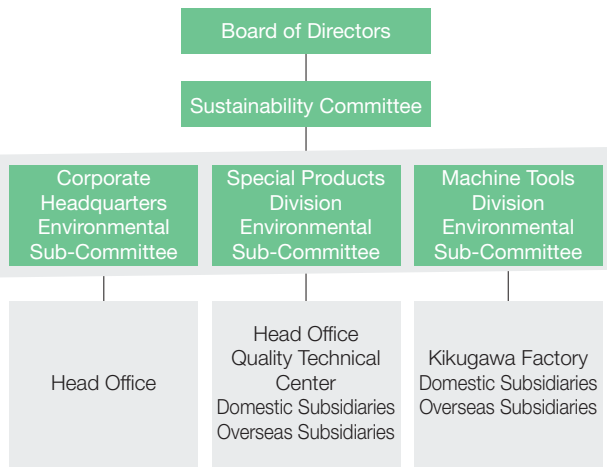 Board of Directors
Sustainability Committee
Corporate
Headquarters
Environmental
Sub-Committee
Special Products
Division
Environmental
Sub-Committee
Machine Tools
Division
Environmental
Sub-Committee
Head Office
Head Office
Quality Technical
Center
Domestic Subsidiaries
Overseas Subsidiaries
Kikugawa Factory
Domestic Subsidiaries
Overseas Subsidiaries